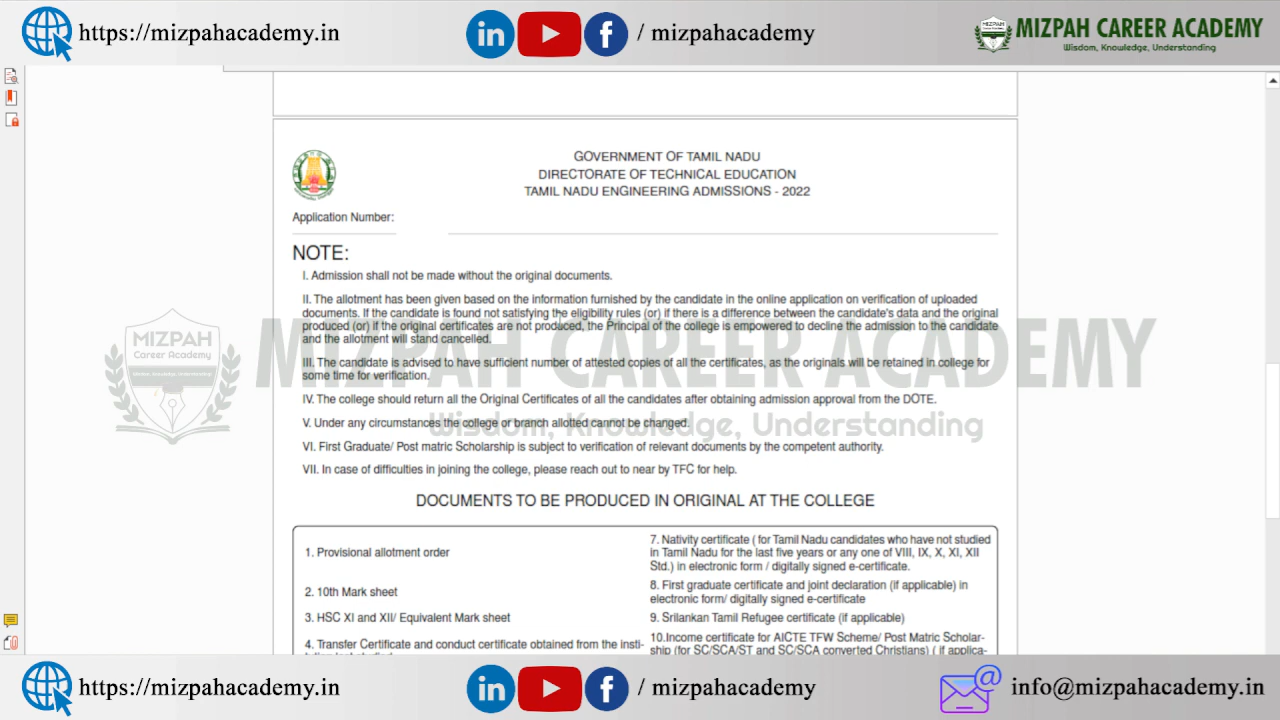 https://mizpahacademy.in
/ mizpahacademy
MIZPAH CAREER ACADEMY
Wisdom, Knowledge, Understanding
GOVERNMENT OF TAMIL NADU
DIRECTORATE OF TECHNICAL EDUCATION
TAMIL NADU ENGINEERING ADMISSIONS - 2022
Application Number:
NOTE:
I. Admission shall not be made without the original documents.
II. The allotment has been given based on the information furnished by the candidate in the online application on verification of uploaded
documents. If the candidate is found not satisfying the eligibility rules (or) if there is a difference between the candidate's data and the original
produced (or) if the original certificates are not produced, the Principal of the college is empowered to decline the admission to the candidate
and the allotment will stand cancelled.
III. The candidate is advised to have sufficient number of attested copies of all the certificates, as the originals will be retained in college for
some time for verification.
IV. The college should return all the Original Certificates of all the candidates after obtaining admission approval from the DOTE.
V. Under any circumstances the college or branch allotted cannot be changed.
VI. First Graduate/ Post matric Scholarship is subject to verification of relevant documents by the competent authority.
VII. In case of difficulties in joining the college, please reach out to near by TFC for help.
MIZPAH
Career Academy
Wisdom, Knowledge, Understanding
MIZPAH CAREER ACADEMY
Wisdom, Knowledge, Understanding
DOCUMENTS TO BE PRODUCED IN ORIGINAL AT THE COLLEGE
1. Provisional allotment order
2. 10th Mark sheet
3. HSC XI and XII/ Equivalent Mark sheet
4. Transfer Certificate and conduct certificate obtained from the insti-
7. Nativity certificate ( for Tamil Nadu candidates who have not studied
in Tamil Nadu for the last five years or any one of VIII, IX, X, XI, XII
Std.) in electronic form / digitally signed e-certificate.
8. First graduate certificate and joint declaration (if applicable) in
electronic form/ digitally signed e-certificate
9. Srilankan Tamil Refugee certificate (if applicable)
10.Income certificate for AICTE TFW Scheme/ Post Matric Scholar-
ship (for SC/SCA/ST and SC/SCA converted Christians) ( if applica-
https://mizpahacademy.in
/ mizpahacademy
info@mizpahacademy.in